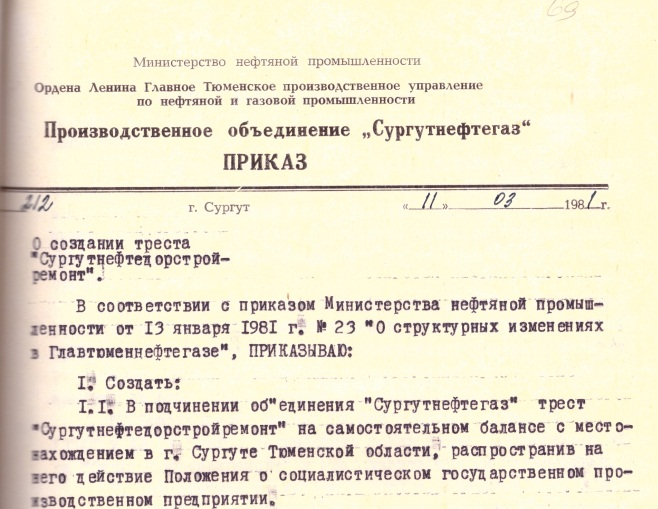 69
Министерство нефтяной промышленности
Ордена Ленина Главное Тюменское производственное управление
по нефтяной и газовой промышленности
Производственное объединение „Сургутнефтегаз“
ПРИКАЗ
212 г. Сургут « 11 » 03 1981 г.
О создании треста
"Сургутнефтедорстрой-
ремонт".
В соответствии с приказом Министерства нефтяной промыш-
ленности от 13 января 1981 г. № 23 "О структурных изменениях
в Главтюменнефтегазе", ПРИКАЗЫВАЮ:
I. Создать:
I.I. В подчинении об"единения "Сургутнефтегаз" трест
"Сургутнефтедорстройремонт" на самостоятельном балансе с место-
нахождением в г. Сургуте Тюменской области, распространив на
него действие Положения о социалистическом государственном про-
изводственном предприятии.